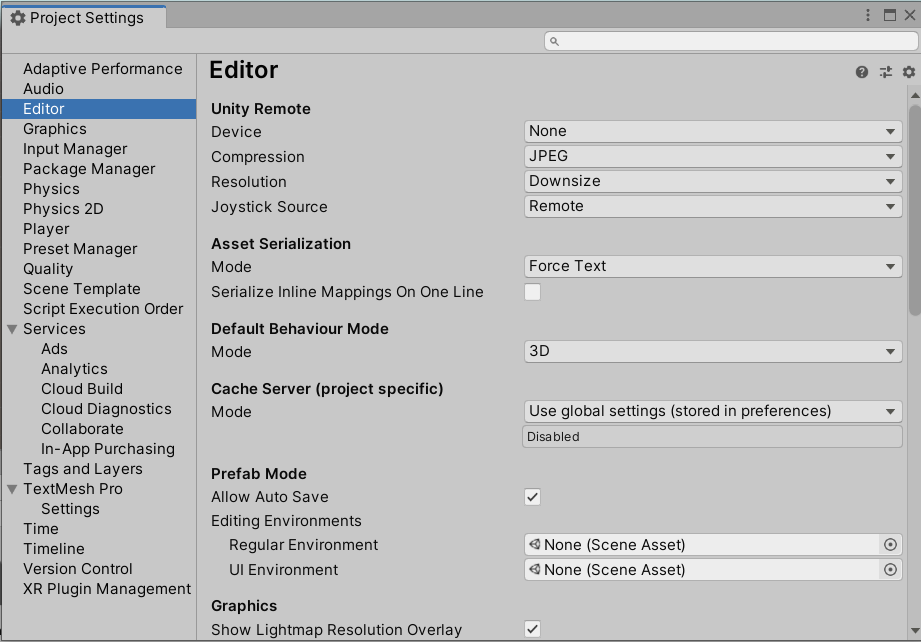 Project Settings
Adaptive Performance
Audio
Editor
Graphics
Input Manager
Package Manager
Physics
Physics 2D
Player
Preset Manager
Quality
Scene Template
Script Execution Order
Services
Ads
Analytics
Cloud Build
Cloud Diagnostics
Collaborate
In-App Purchasing
Tags and Layers
TextMesh Pro
Settings
Time
Timeline
Version Control
XR Plugin Management
Editor
Unity Remote
Device None
Compression JPEG
Resolution Downsize
Joystick Source Remote
Asset Serialization
Mode Force Text
Serialize Inline Mappings On One Line
Default Behaviour Mode
Mode 3D
Cache Server (project specific)
Mode Use global settings (stored in preferences)
Disabled
Prefab Mode
Allow Auto Save
Editing Environments
Regular Environment None (Scene Asset)
UI Environment None (Scene Asset)
Graphics
Show Lightmap Resolution Overlay